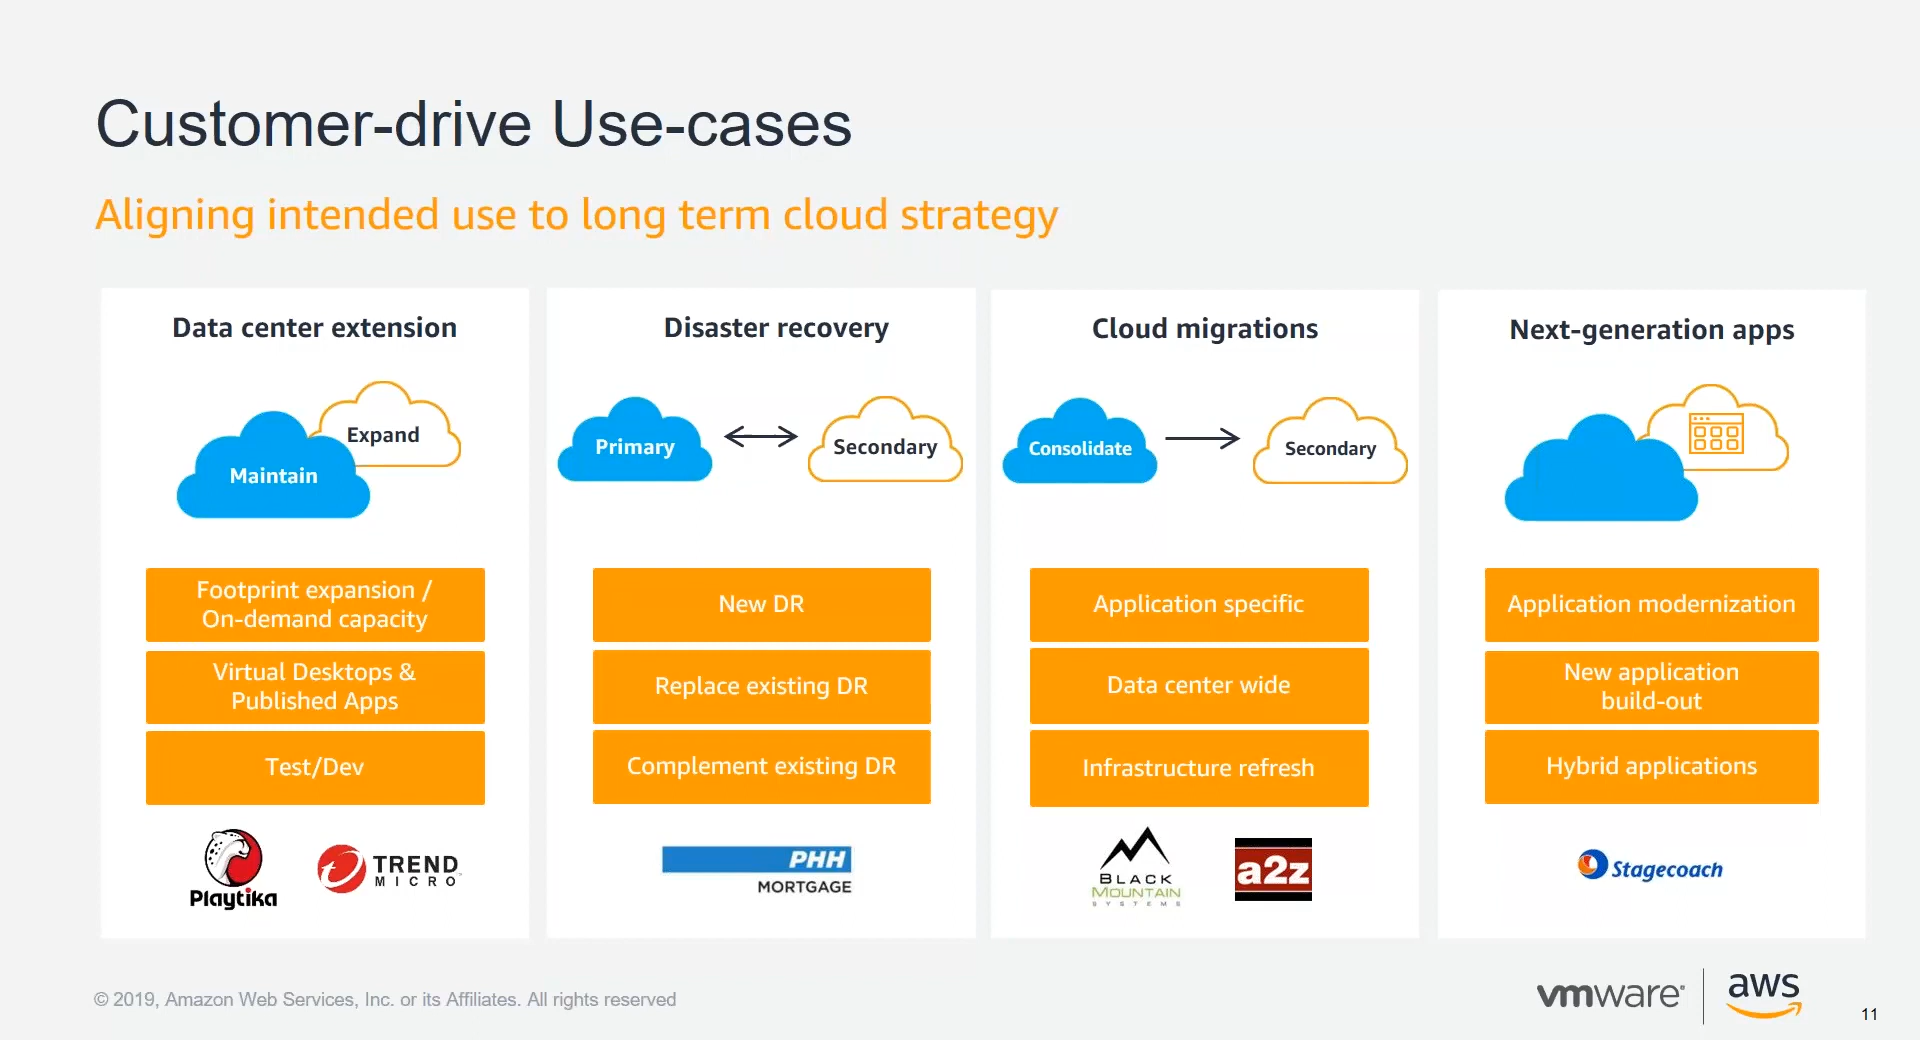 Customer-drive Use-cases
Aligning intended use to long term cloud strategy
Data center extension
Expand
Maintain
Footprint expansion /
On-demand capacity
Virtual Desktops &
Published Apps
Test/Dev
Playtika
TREND
MICRO
Disaster recovery
Primary
Secondary
New DR
Replace existing DR
Complement existing DR
PHH
MORTGAGE
Cloud migrations
Consolidate
Secondary
Application specific
Data center wide
Infrastructure refresh
BLACK
MOUNTAIN
SYSTEMS
a2z
Next-generation apps
Application modernization
New application
build-out
Hybrid applications
Stagecoach
© 2019, Amazon Web Services, Inc. or its Affiliates. All rights reserved
vmware®
aws
11